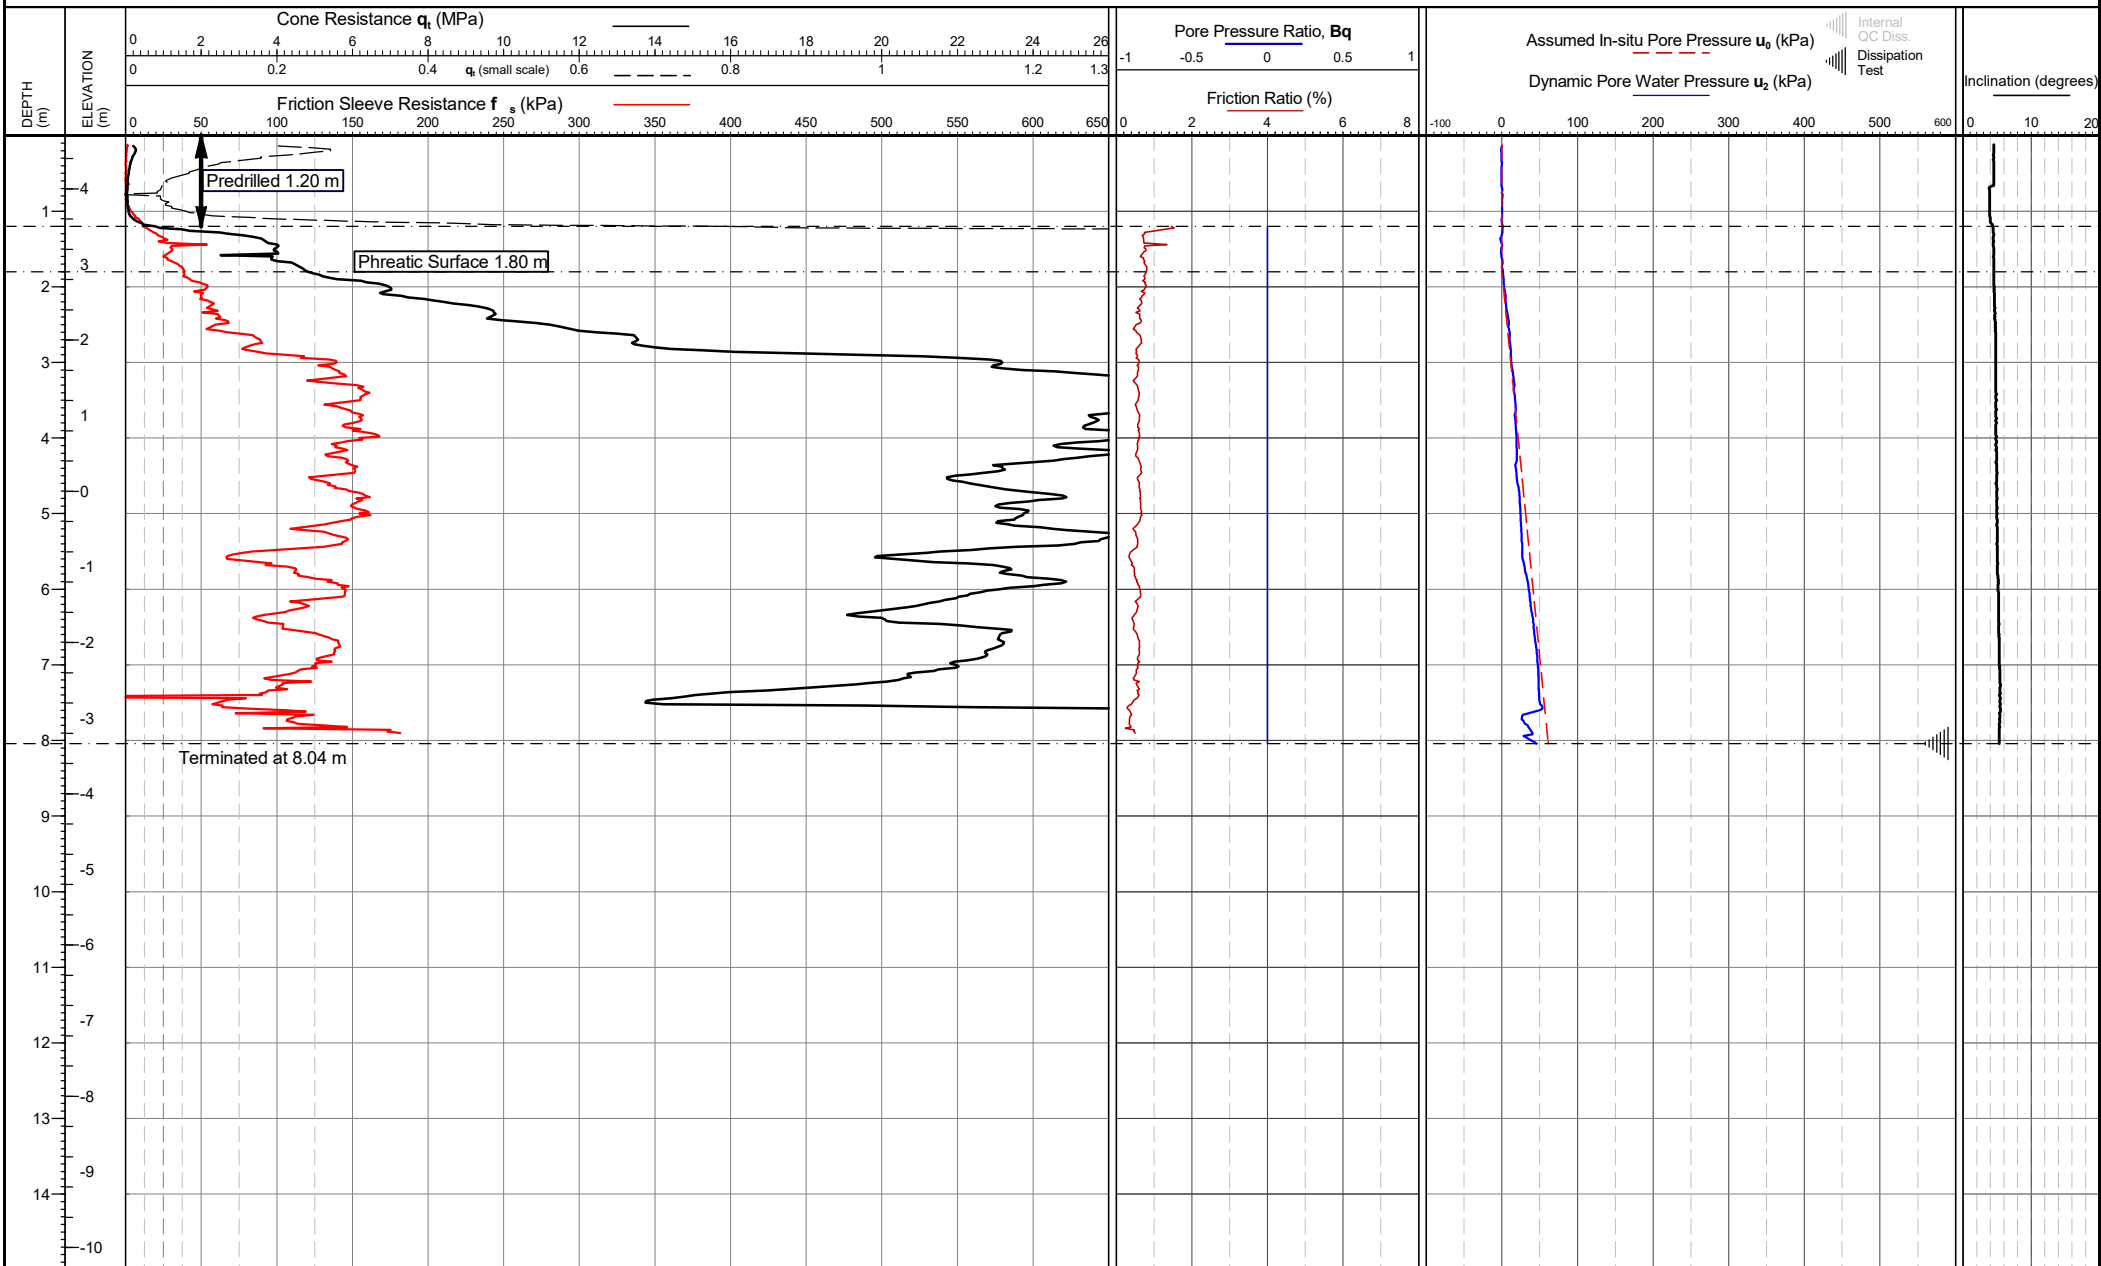 Cone Resistance qt (MPa)
0 2 4 6 8 10 12 14 16 18 20 22 24 26
0 0.2 0.4 qt (small scale) 0.6 0.8 1 1.2 1.3
Friction Sleeve Resistance f s (kPa)
0 50 100 150 200 250 300 350 400 450 500 550 600 650
DEPTH (m)
ELEVATION (m)
Pore Pressure Ratio, Bq
-1 -0.5 0 0.5 1
Friction Ratio (%)
0 2 4 6 8
Assumed In-situ Pore Pressure u0 (kPa)
Dynamic Pore Water Pressure u2 (kPa)
-100 0 100 200 300 400 500 600
Internal
QC Diss.
Dissipation
Test
Inclination (degrees)
0 10 20
Predrilled 1.20 m
4
1
Phreatic Surface 1.80 m
3
2
2
3
1
4
0
5
-1
6
-2
7
-3
8
Terminated at 8.04 m
-4
9
-5
10
-6
11
-7
12
-8
13
-9
14
-10